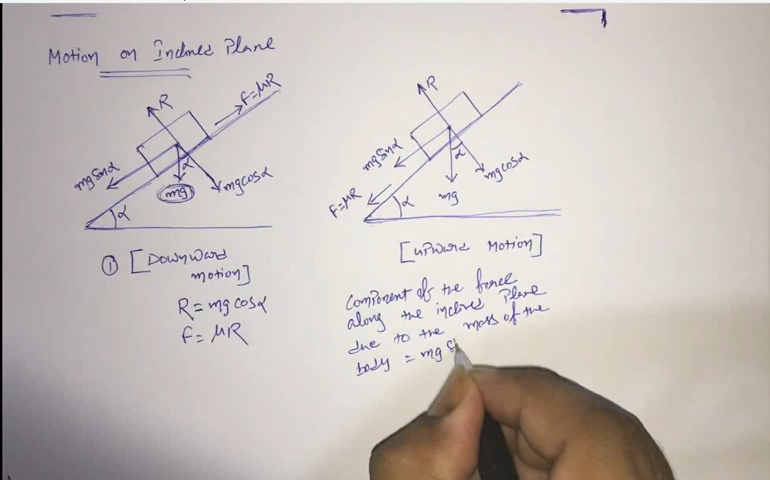 Motion on Inclined Plane
R
F=μR
mg sinα
α
mg
mg cosα
α
① [Downward
motion]
R = mg cosα
F = μR
R
mg sinα
α
mg cosα
mg
F=μR
α
[upward Motion]
Component of the force
along the inclined Plane
due to the mass of the
body = mg s